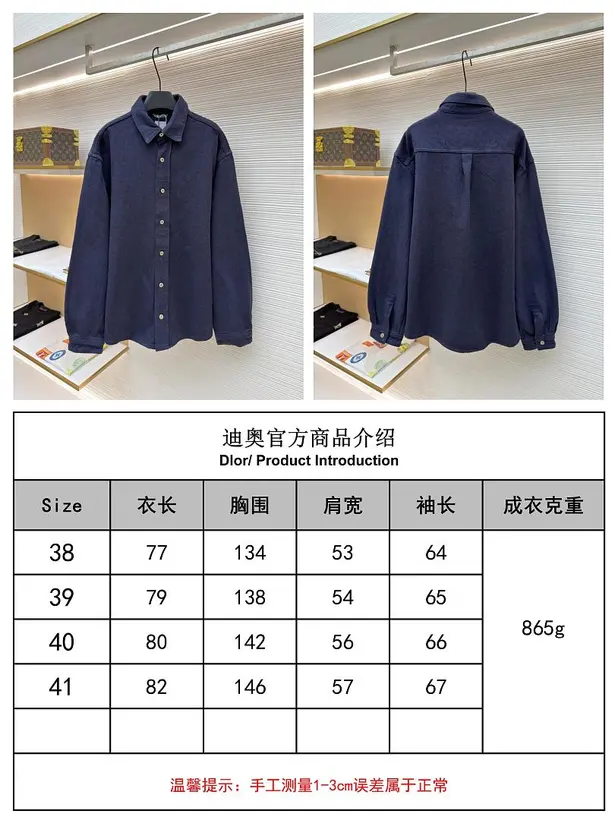 迪奥官方商品介绍
Dior/ Product Introduction
Size 衣长 胸围 肩宽 袖长 成衣克重
38 77 134 53 64
39 79 138 54 65
865g
40 80 142 56 66
41 82 146 57 67
温馨提示：手工测量1-3cm误差属于正常